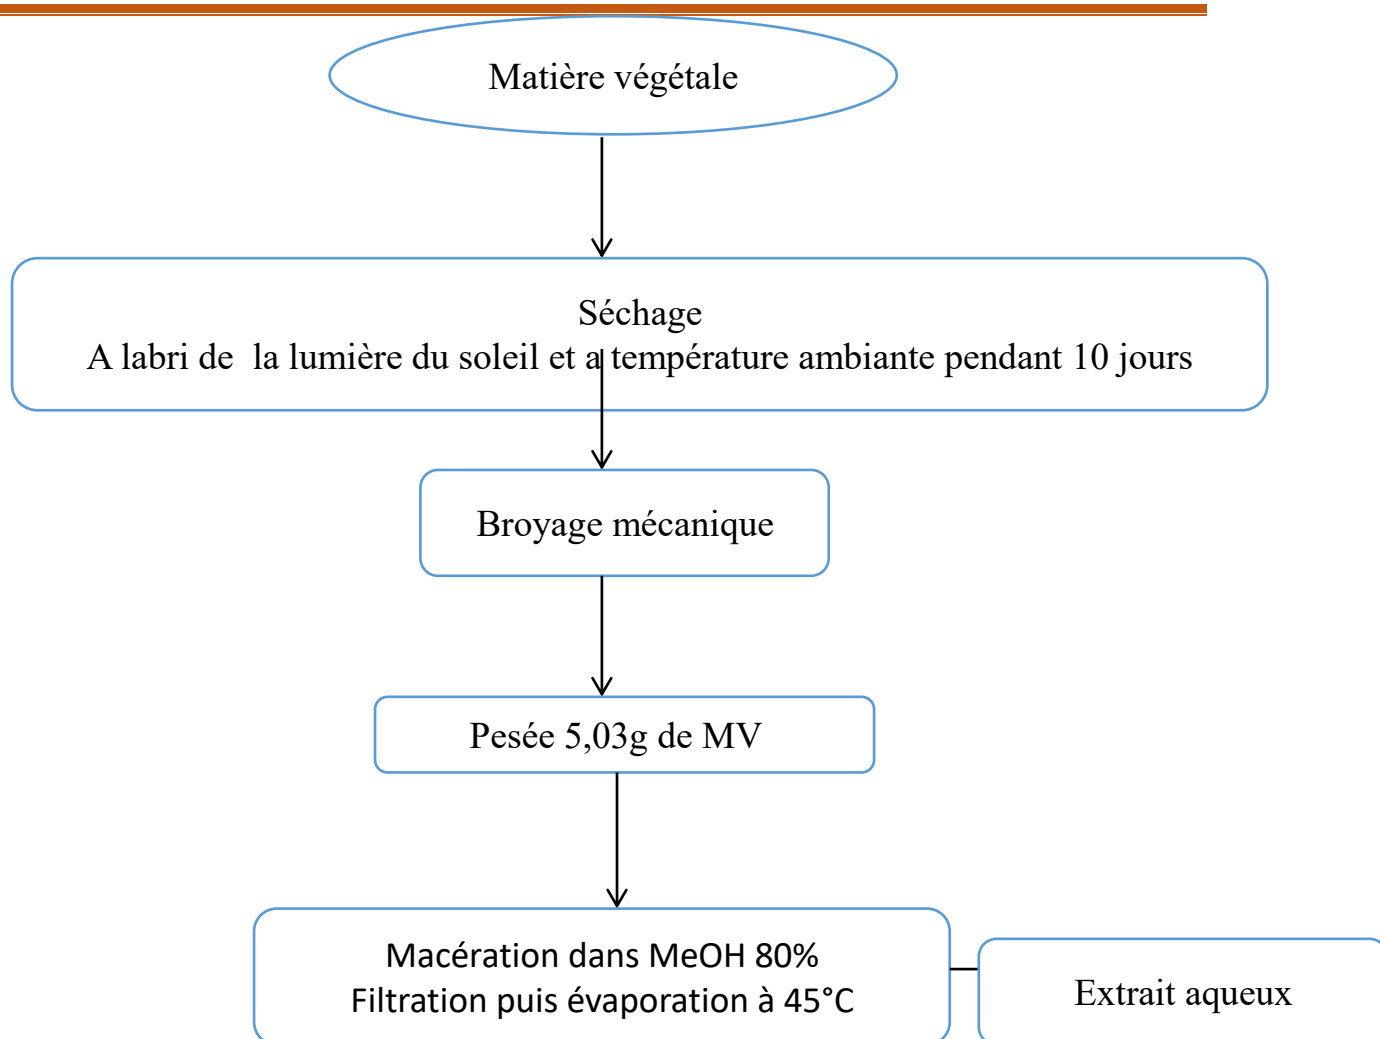 Matière végétale
Séchage
A labri de la lumière du soleil et a température ambiante pendant 10 jours
Broyage mécanique
Pesée 5,03g de MV
Macération dans MeOH 80%
Filtration puis évaporation à 45°C
Extrait aqueux